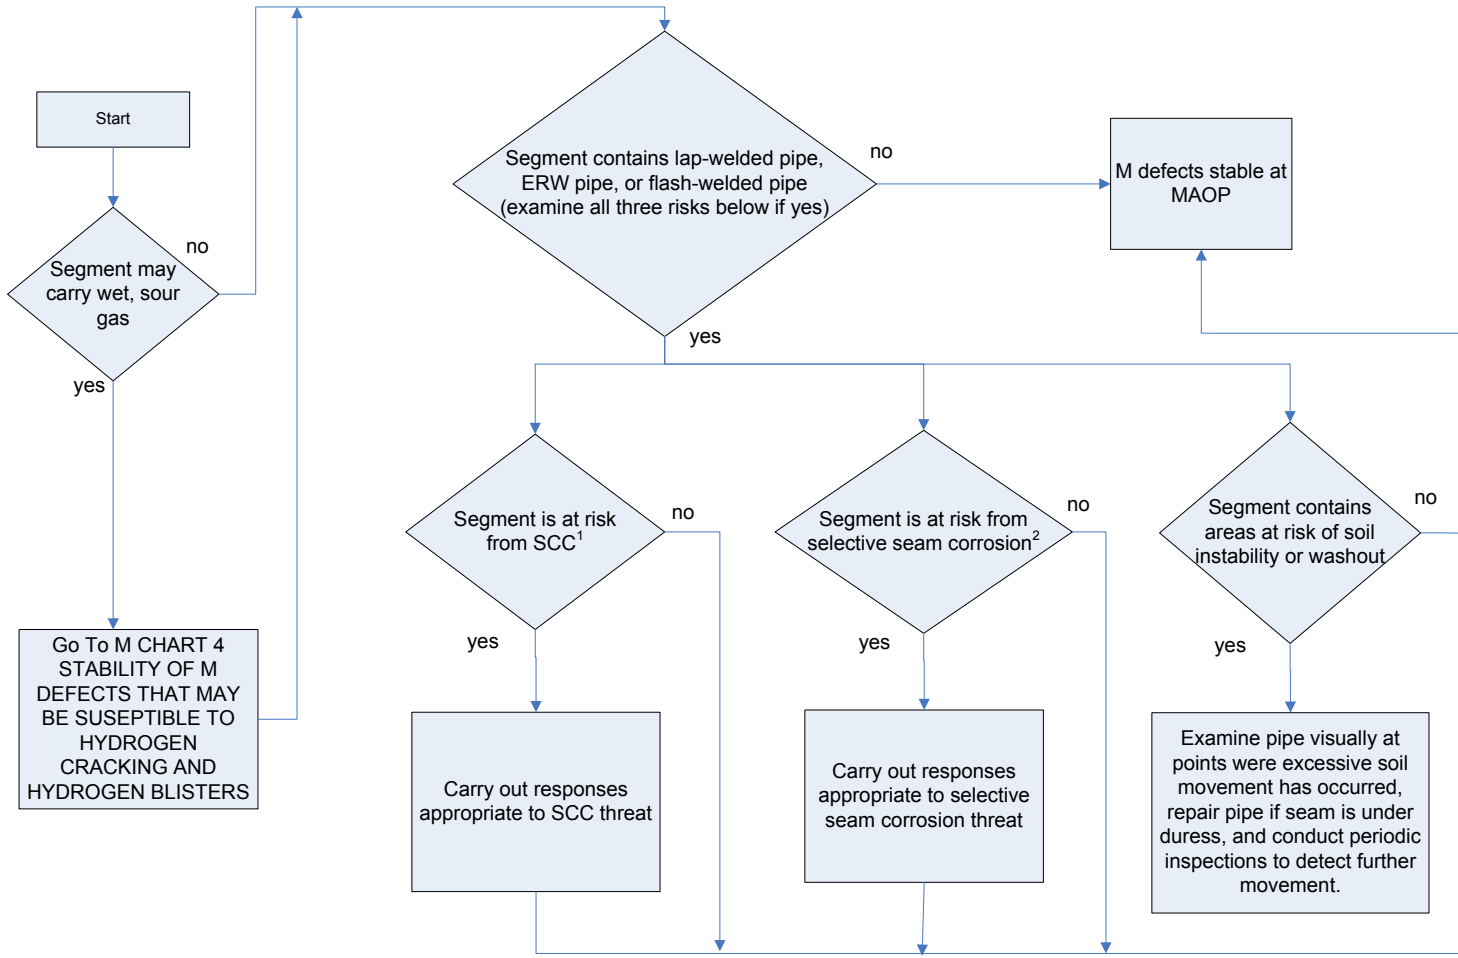 Start
Segment may
carry wet, sour
gas
no
yes
Go To M CHART 4
STABILITY OF M
DEFECTS THAT MAY
BE SUSEPTIBLE TO
HYDROGEN
CRACKING AND
HYDROGEN BLISTERS
Segment contains lap-welded pipe,
ERW pipe, or flash-welded pipe
(examine all three risks below if yes)
no
yes
M defects stable at
MAOP
Segment is at risk
from SCC1
no
yes
Carry out responses
appropriate to SCC threat
Segment is at risk from
selective seam corrosion2
no
yes
Carry out responses
appropriate to selective
seam corrosion threat
Segment contains
areas at risk of soil
instability or washout
no
yes
Examine pipe visually at
points were excessive soil
movement has occurred,
repair pipe if seam is under
duress, and conduct periodic
inspections to detect further
movement.